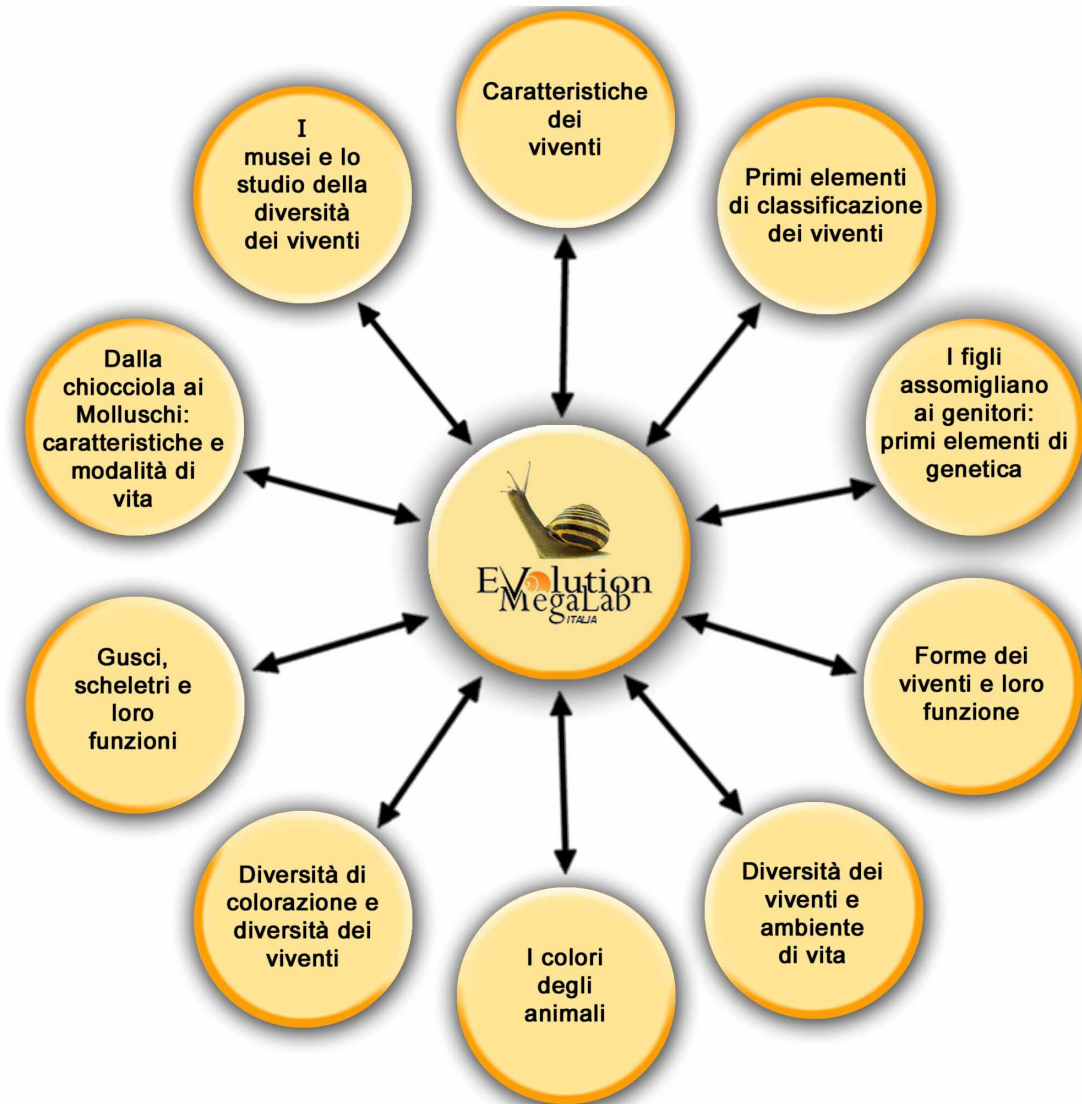 Caratteristiche
dei
viventi
Primi elementi
di classificazione
dei viventi
I figli
assomigliano
ai genitori:
primi elementi di
genetica
Forme dei
viventi e loro
funzione
Diversità dei
viventi e
ambiente
di vita
I colori
degli
animali
Diversità di
colorazione e
diversità dei
viventi
Gusci,
scheletri e
loro
funzioni
Dalla
chiocciola ai
Molluschi:
caratteristiche e
modalità di
vita
I
musei e lo
studio della
diversità
dei viventi
Evolution
MegaLab
ITALIA